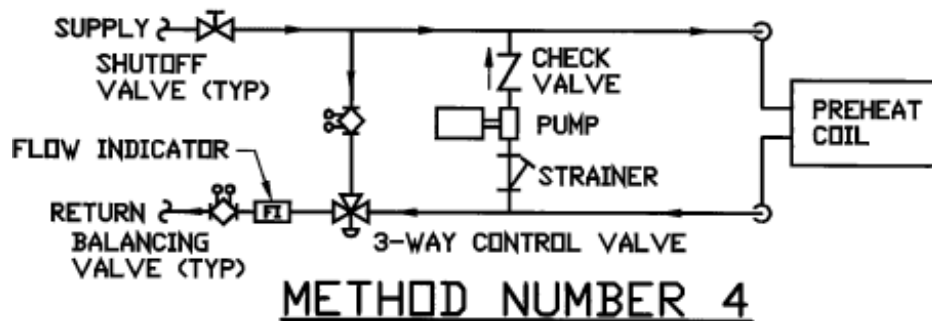 SUPPLY
SHUTOFF
VALVE (TYP)
CHECK
VALVE
PUMP
PREHEAT
COIL
FLOW INDICATOR
STRAINER
RETURN
FI
BALANCING
VALVE (TYP)
3-WAY CONTROL VALVE
METHOD NUMBER 4